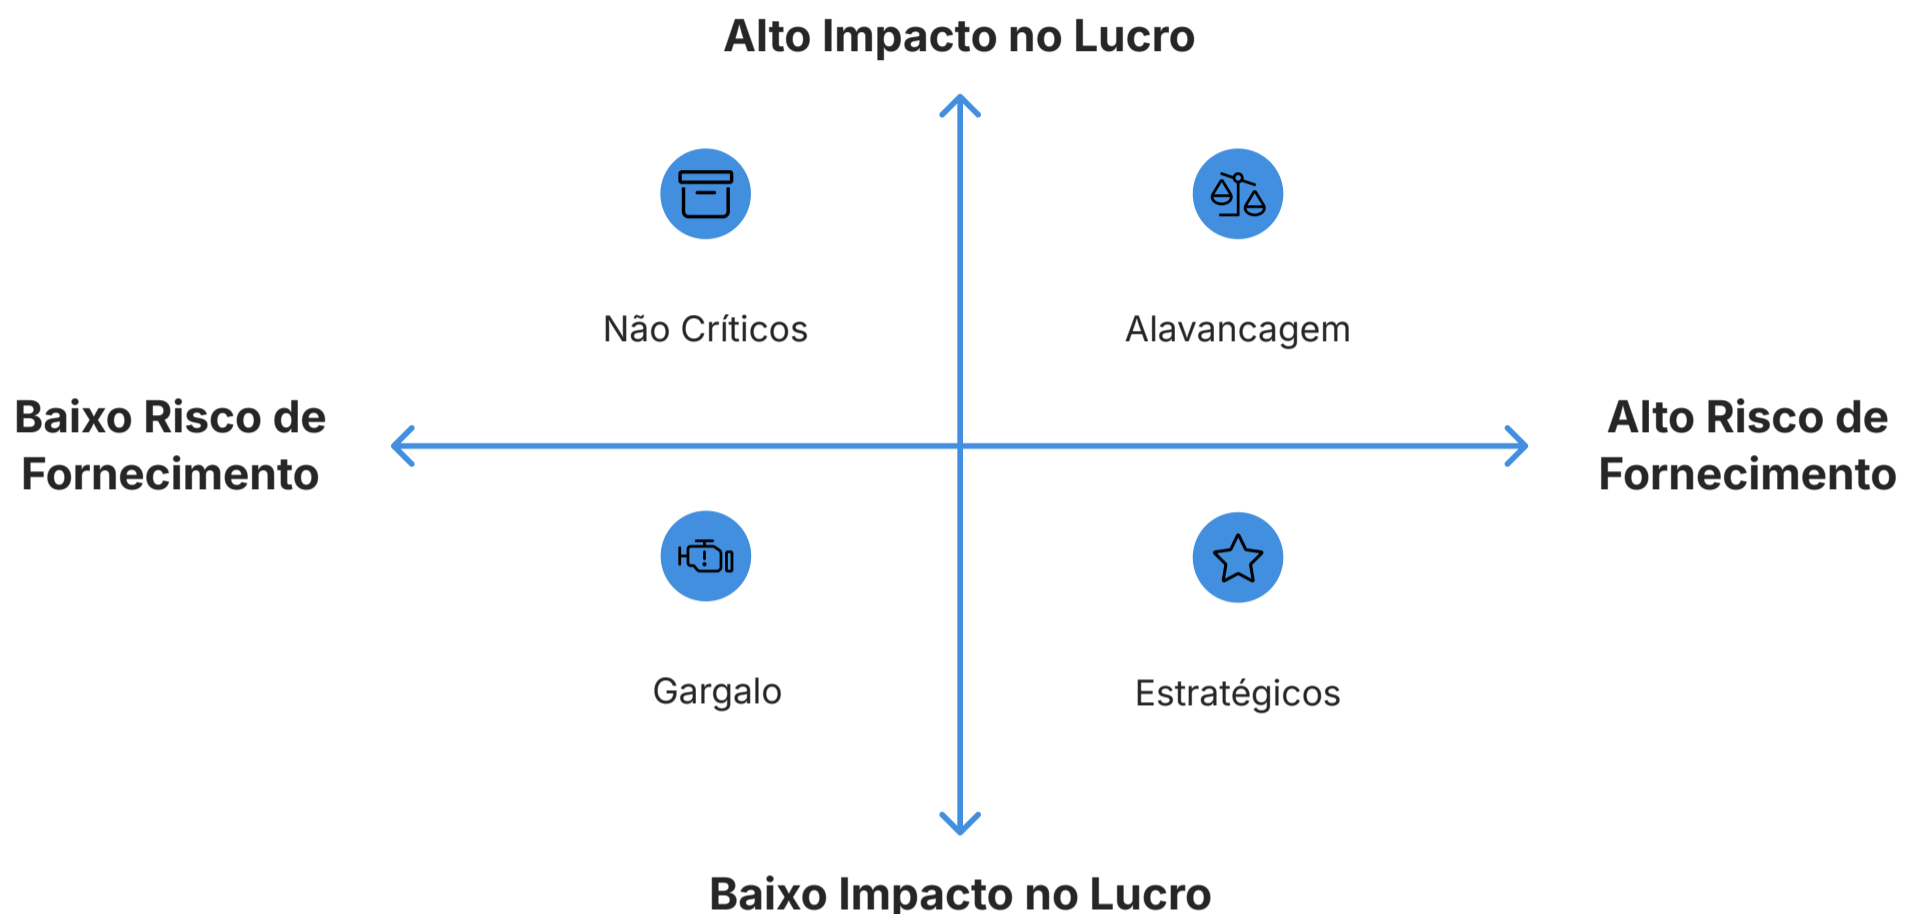 Alto Impacto no Lucro
Não Críticos
Alavancagem
Baixo Risco de
Fornecimento
Alto Risco de
Fornecimento
Gargalo
Estratégicos
Baixo Impacto no Lucro